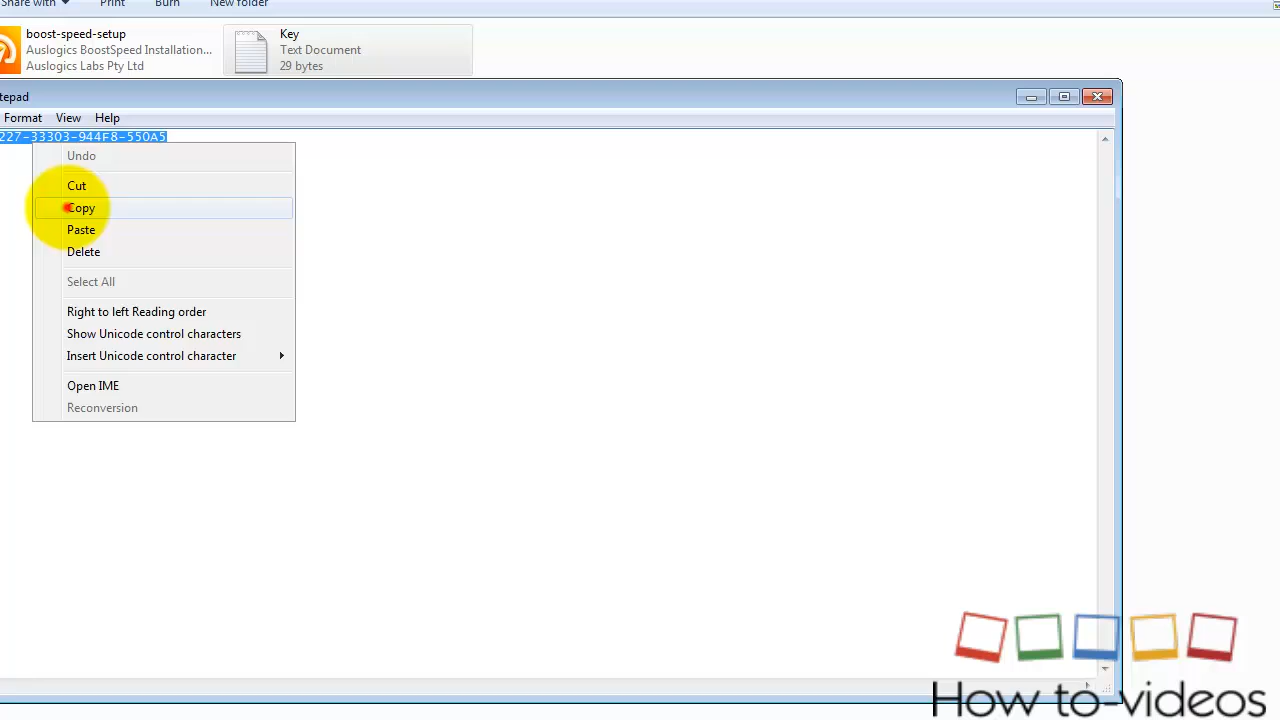 Share with Print Burn New folder
boost-speed-setup
Auslogics BoostSpeed Installation...
Auslogics Labs Pty Ltd
Key
Text Document
29 bytes
tepad
Format View Help
227-33303-944F8-550A5
Undo
Cut
Copy
Paste
Delete
Select All
Right to left Reading order
Show Unicode control characters
Insert Unicode control character
Open IME
Reconversion
How to-videos